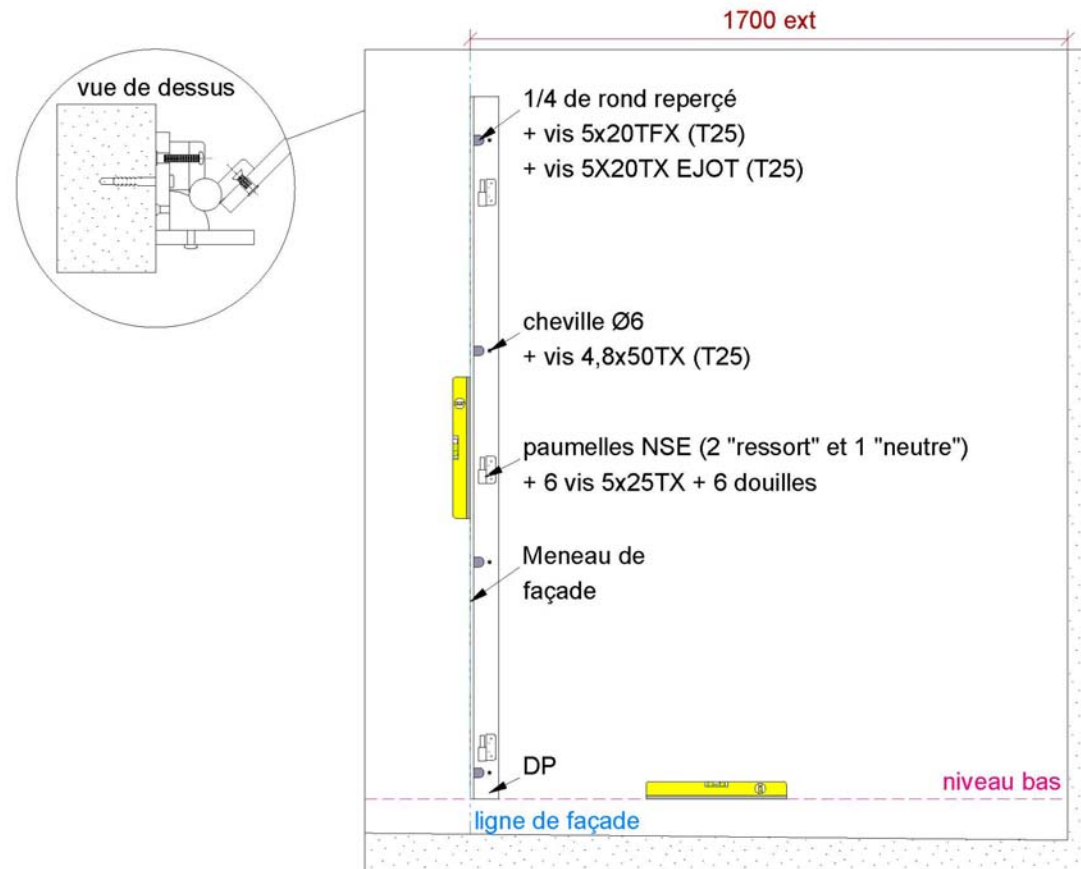 1700 ext
vue de dessus
1/4 de rond reperçé
+ vis 5x20TFX (T25)
+ vis 5X20TX EJOT (T25)
cheville Ø6
+ vis 4,8x50TX (T25)
paumelles NSE (2 "ressort" et 1 "neutre")
+ 6 vis 5x25TX + 6 douilles
Meneau de
façade
DP
niveau bas
ligne de façade